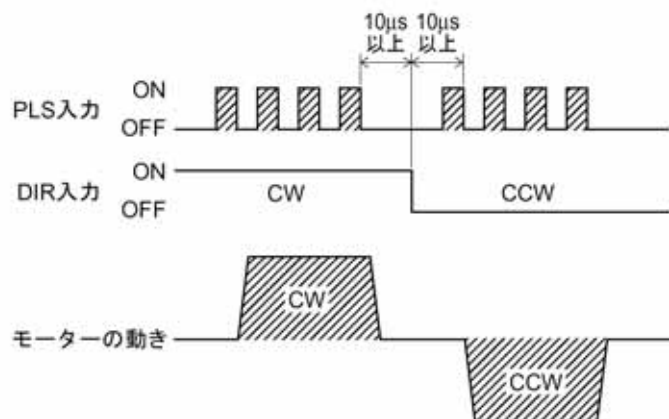 10μs 10μs
以上 以上
ON
PLS入力
OFF
ON
DIR入力 CW CCW
OFF
CW
モーターの動き
CCW